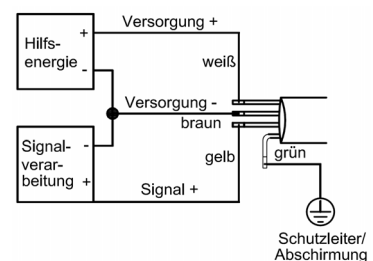 Versorgung +
Hilfs-
energie
+
-
weiß
Versorgung -
braun
Signal-
verar-
beitung
-
+
gelb
grün
Signal +
Schutzleiter/
Abschirmung